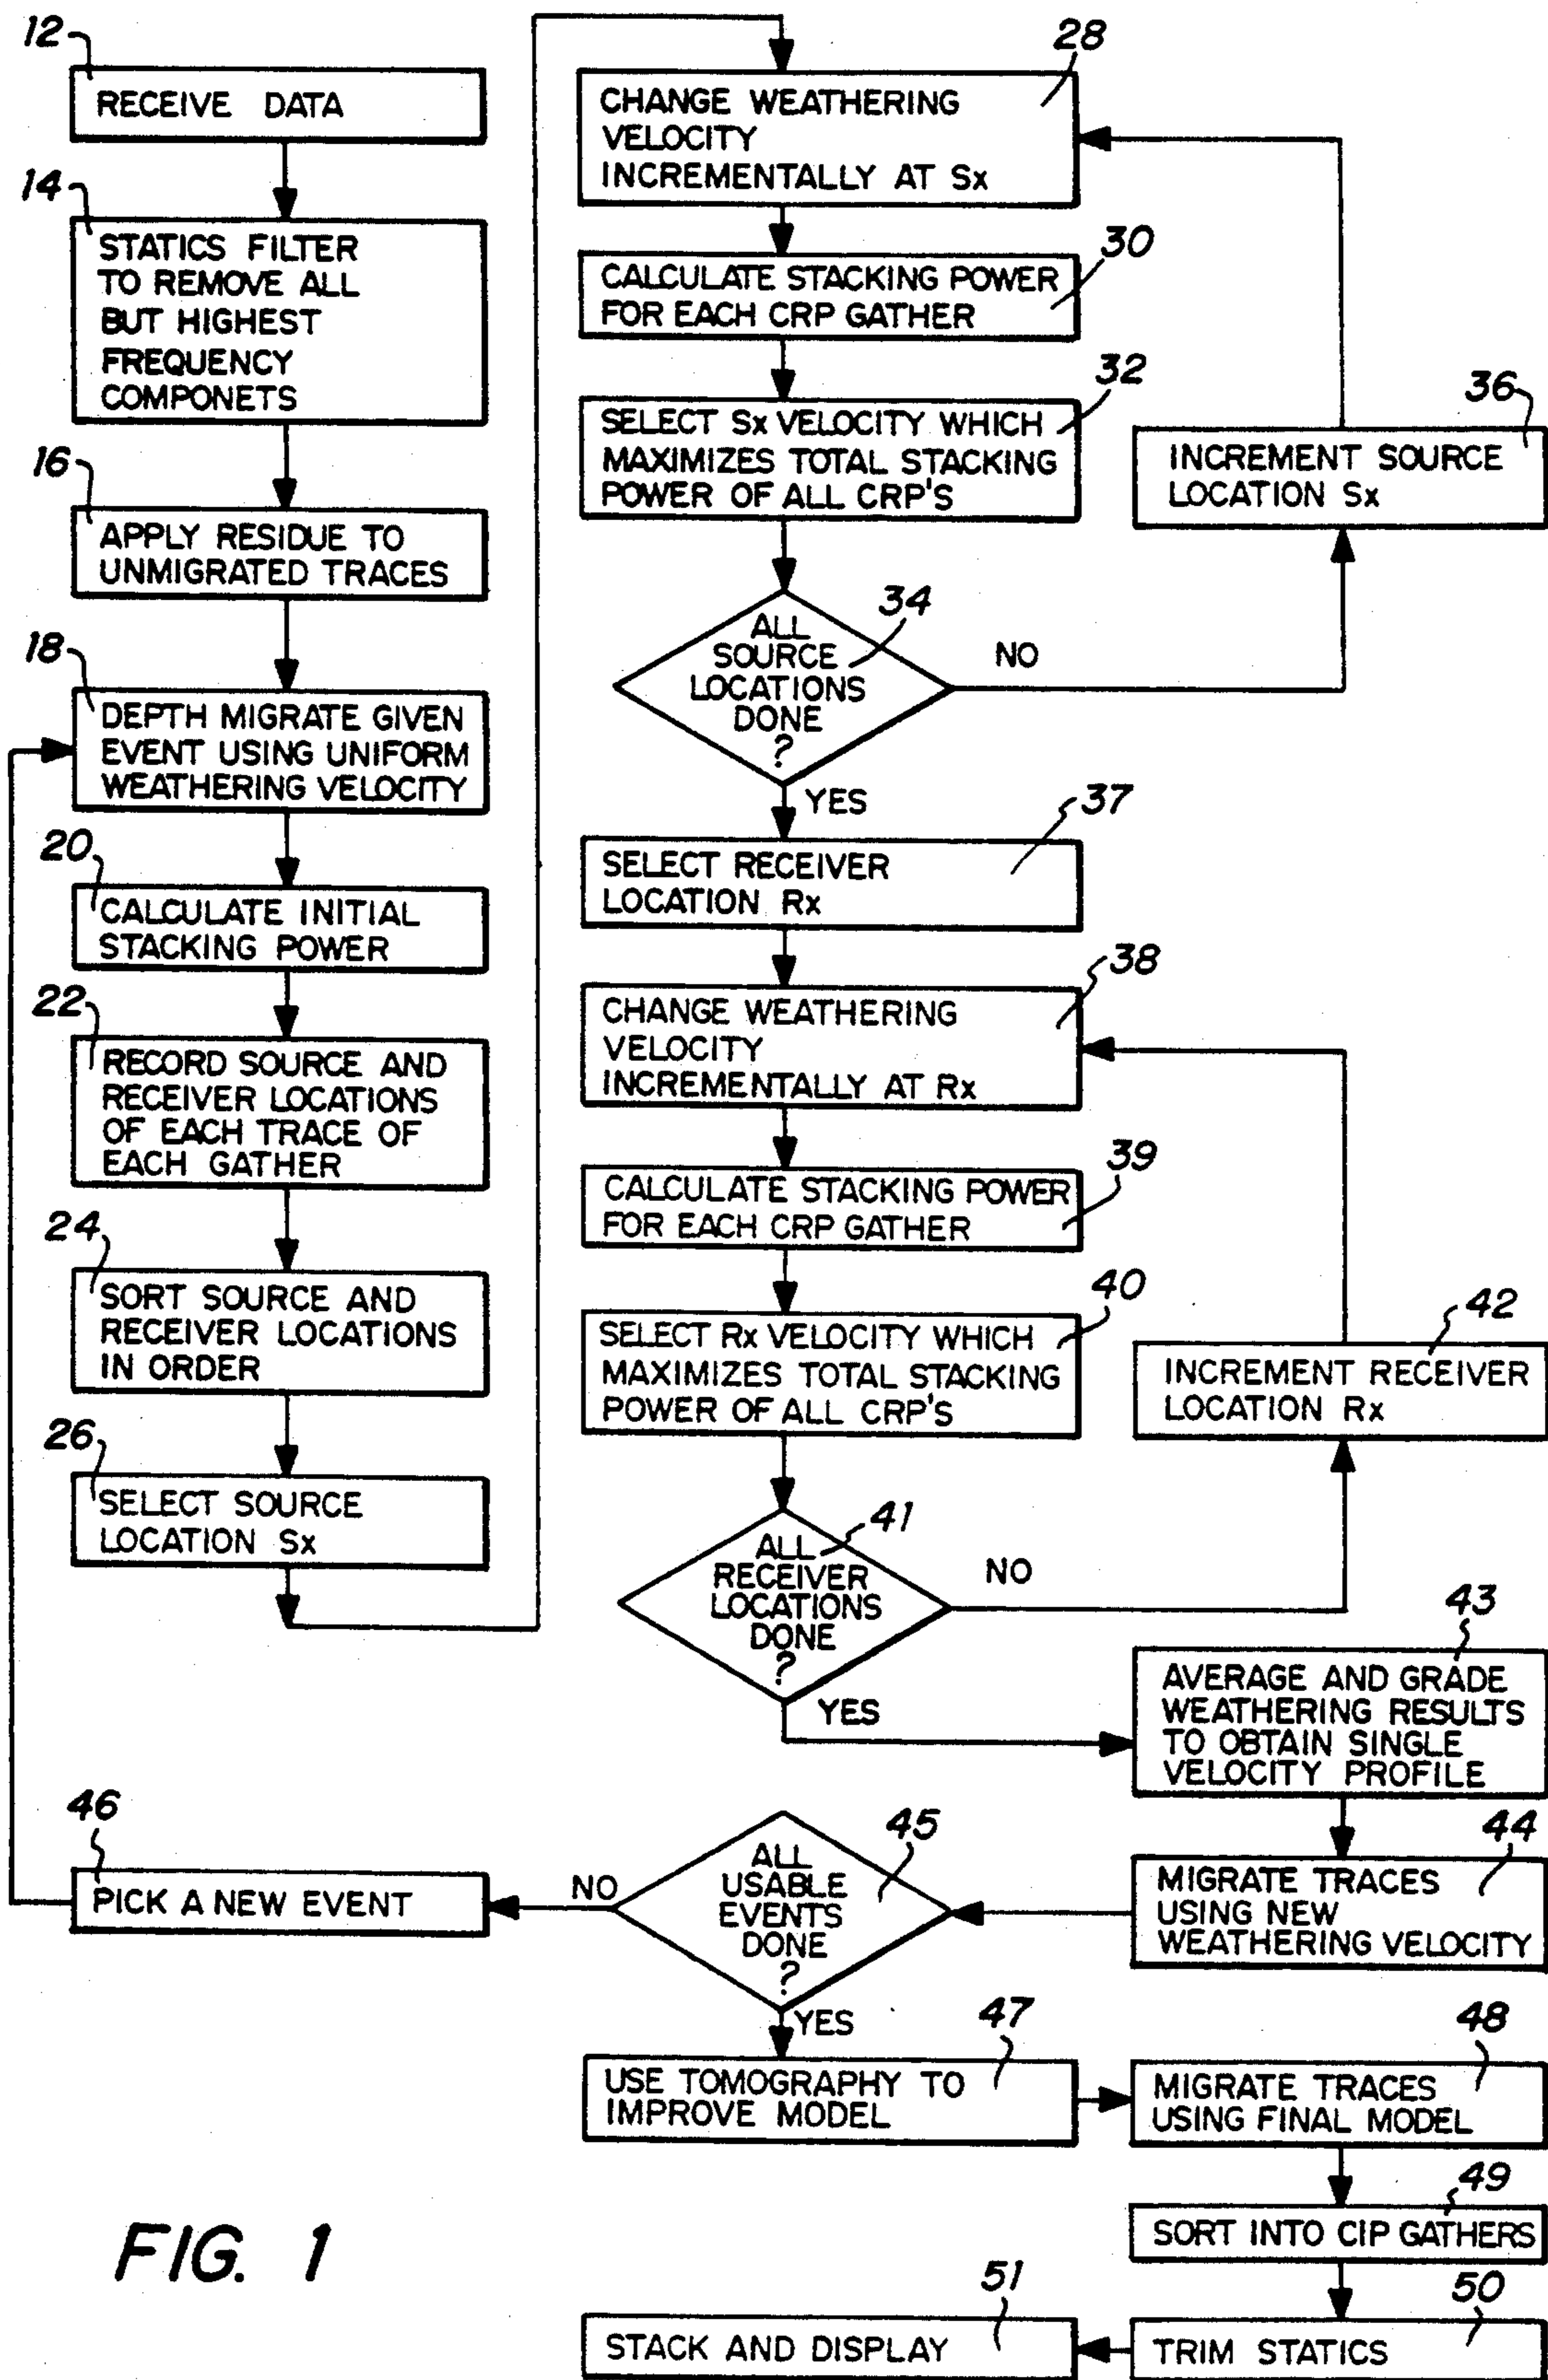 12
RECEIVE DATA
14
STATICS FILTER
TO REMOVE ALL
BUT HIGHEST
FREQUENCY
COMPONETS
16
APPLY RESIDUE TO
UNMIGRATED TRACES
18
DEPTH MIGRATE GIVEN
EVENT USING UNIFORM
WEATHERING VELOCITY
20
CALCULATE INITIAL
STACKING POWER
22
RECORD SOURCE AND
RECEIVER LOCATIONS
OF EACH TRACE OF
EACH GATHER
24
SORT SOURCE AND
RECEIVER LOCATIONS
IN ORDER
26
SELECT SOURCE
LOCATION Sx
28
CHANGE WEATHERING
VELOCITY
INCREMENTALLY AT Sx
30
CALCULATE STACKING POWER
FOR EACH CRP GATHER
32
SELECT Sx VELOCITY WHICH
MAXIMIZES TOTAL STACKING
POWER OF ALL CRP'S
34
ALL
SOURCE
LOCATIONS
DONE
?
NO
36
INCREMENT SOURCE
LOCATION Sx
YES
37
SELECT RECEIVER
LOCATION Rx
38
CHANGE WEATHERING
VELOCITY
INCREMENTALLY AT Rx
39
CALCULATE STACKING POWER
FOR EACH CRP GATHER
40
SELECT Rx VELOCITY WHICH
MAXIMIZES TOTAL STACKING
POWER OF ALL CRP'S
41
ALL
RECEIVER
LOCATIONS
DONE
?
NO
42
INCREMENT RECEIVER
LOCATION Rx
YES
43
AVERAGE AND GRADE
WEATHERING RESULTS
TO OBTAIN SINGLE
VELOCITY PROFILE
44
MIGRATE TRACES
USING NEW
WEATHERING VELOCITY
45
ALL
USABLE
EVENTS
DONE
?
NO
46
PICK A NEW EVENT
YES
47
USE TOMOGRAPHY TO
IMPROVE MODEL
48
MIGRATE TRACES
USING FINAL MODEL
49
SORT INTO CIP GATHERS
50
TRIM STATICS
51
STACK AND DISPLAY
FIG. 1